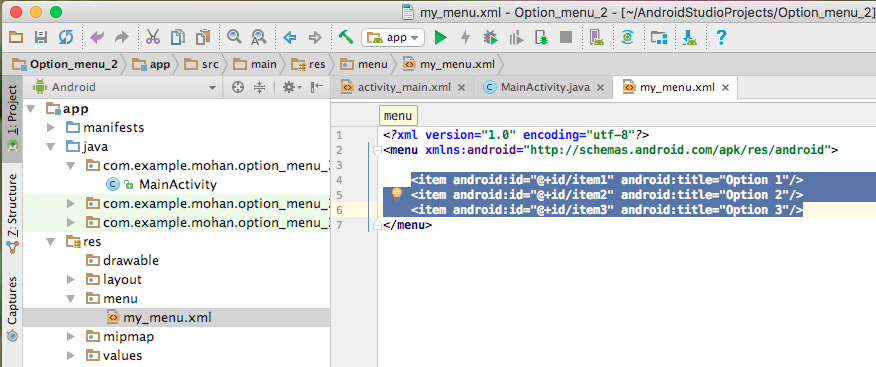 my_menu.xml - Option_menu_2 - [~/AndroidStudioProjects/Option_menu_2]
app
Option_menu_2 app src main res menu my_menu.xml
1: Project
Z: Structure
Captures
Android
app
manifests
java
com.example.mohan.option_menu_2
MainActivity
com.example.mohan.option_menu_2
com.example.mohan.option_menu_2
res
drawable
layout
menu
my_menu.xml
mipmap
values
activity_main.xml MainActivity.java my_menu.xml
menu
1 <?xml version="1.0" encoding="utf-8"?>
2 <menu xmlns:android="http://schemas.android.com/apk/res/android">
3
4 <item android:id="@+id/item1" android:title="Option 1"/>
5 <item android:id="@+id/item2" android:title="Option 2"/>
6 <item android:id="@+id/item3" android:title="Option 3"/>
7 </menu>